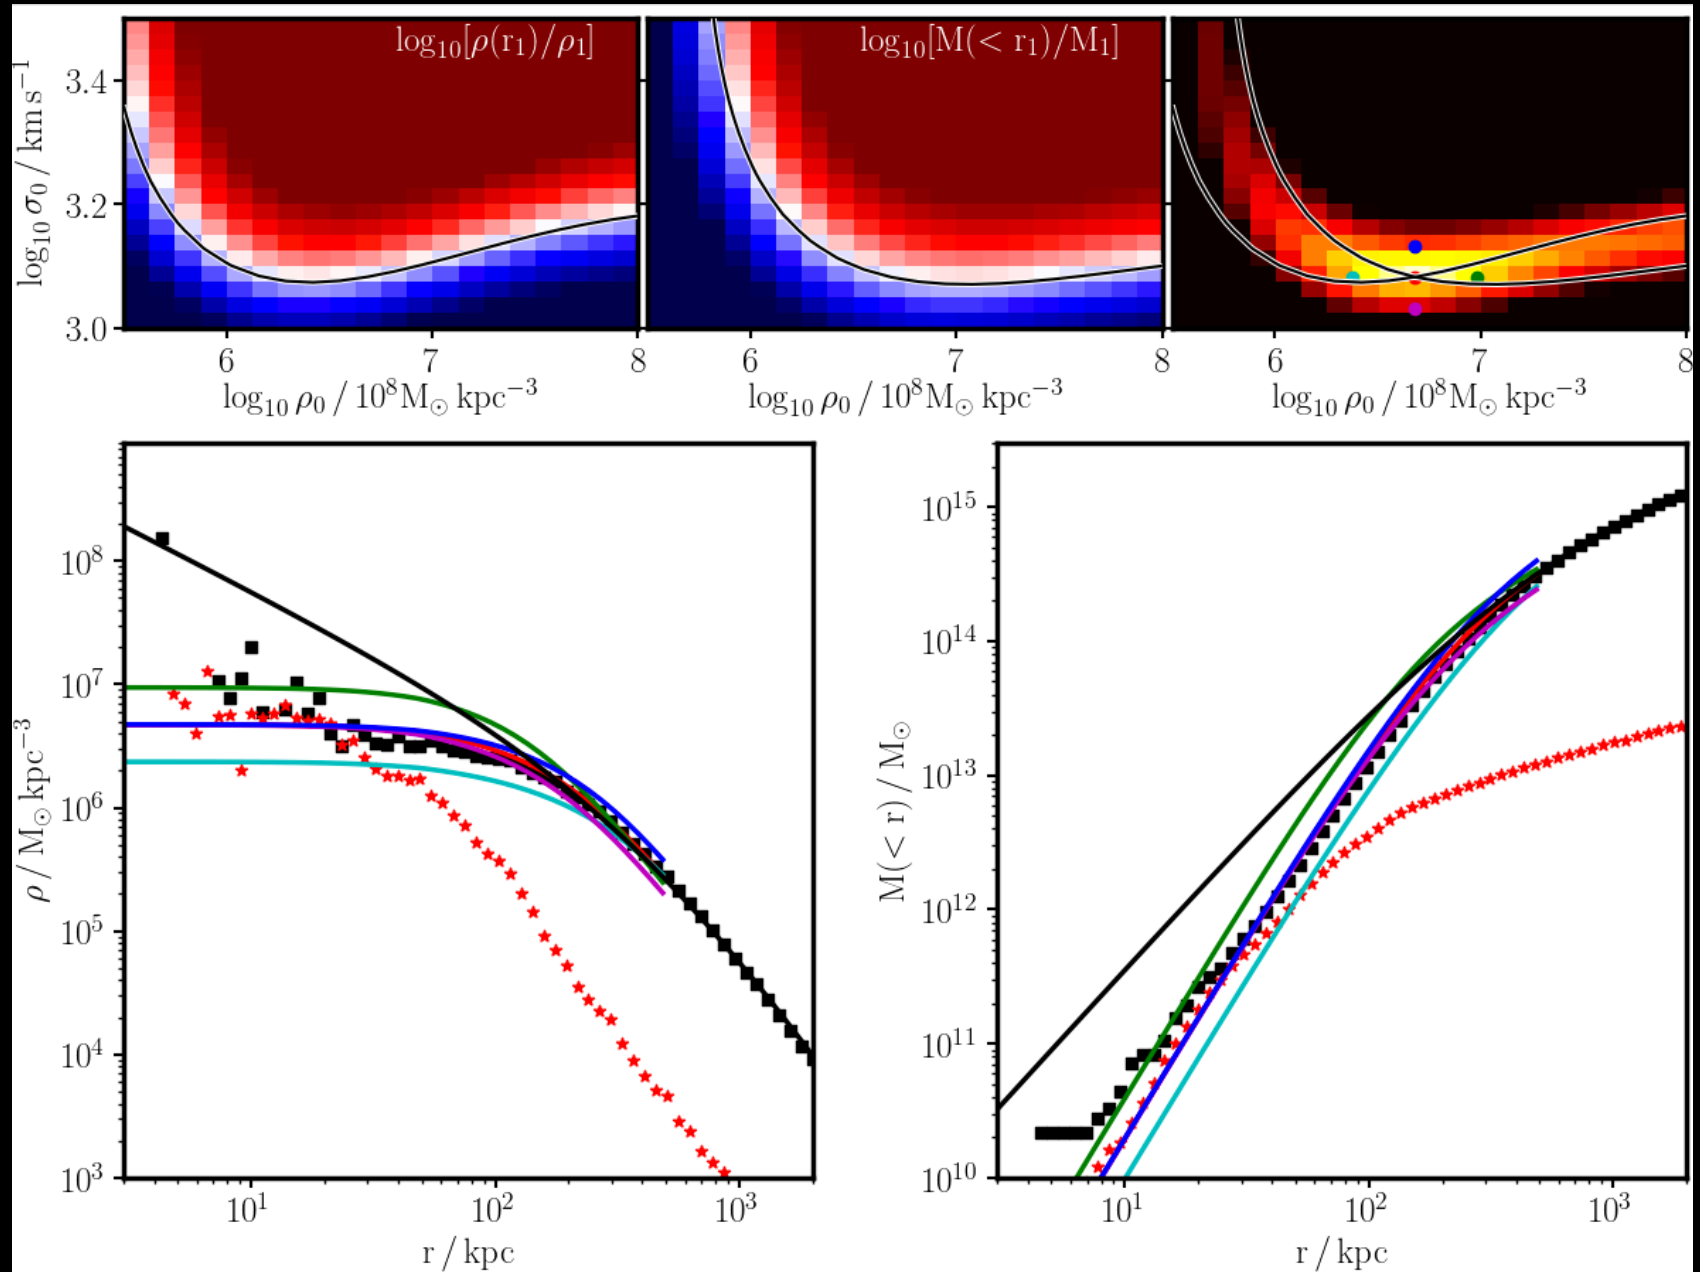 log₁₀[ρ(r₁)/ρ₁]
log₁₀[M(< r₁)/M₁]
log₁₀ σ₀ / km s⁻¹
3.4
3.2
3.0
6 7 8
6 7 8
6 7 8
log₁₀ ρ₀ / 10⁸M☉ kpc⁻³
log₁₀ ρ₀ / 10⁸M☉ kpc⁻³
log₁₀ ρ₀ / 10⁸M☉ kpc⁻³
ρ / M☉ kpc⁻³
10⁸
10⁷
10⁶
10⁵
10⁴
10³
10¹ 10² 10³
r / kpc
M(< r) / M☉
10¹⁵
10¹⁴
10¹³
10¹²
10¹¹
10¹⁰
10¹ 10² 10³
r / kpc